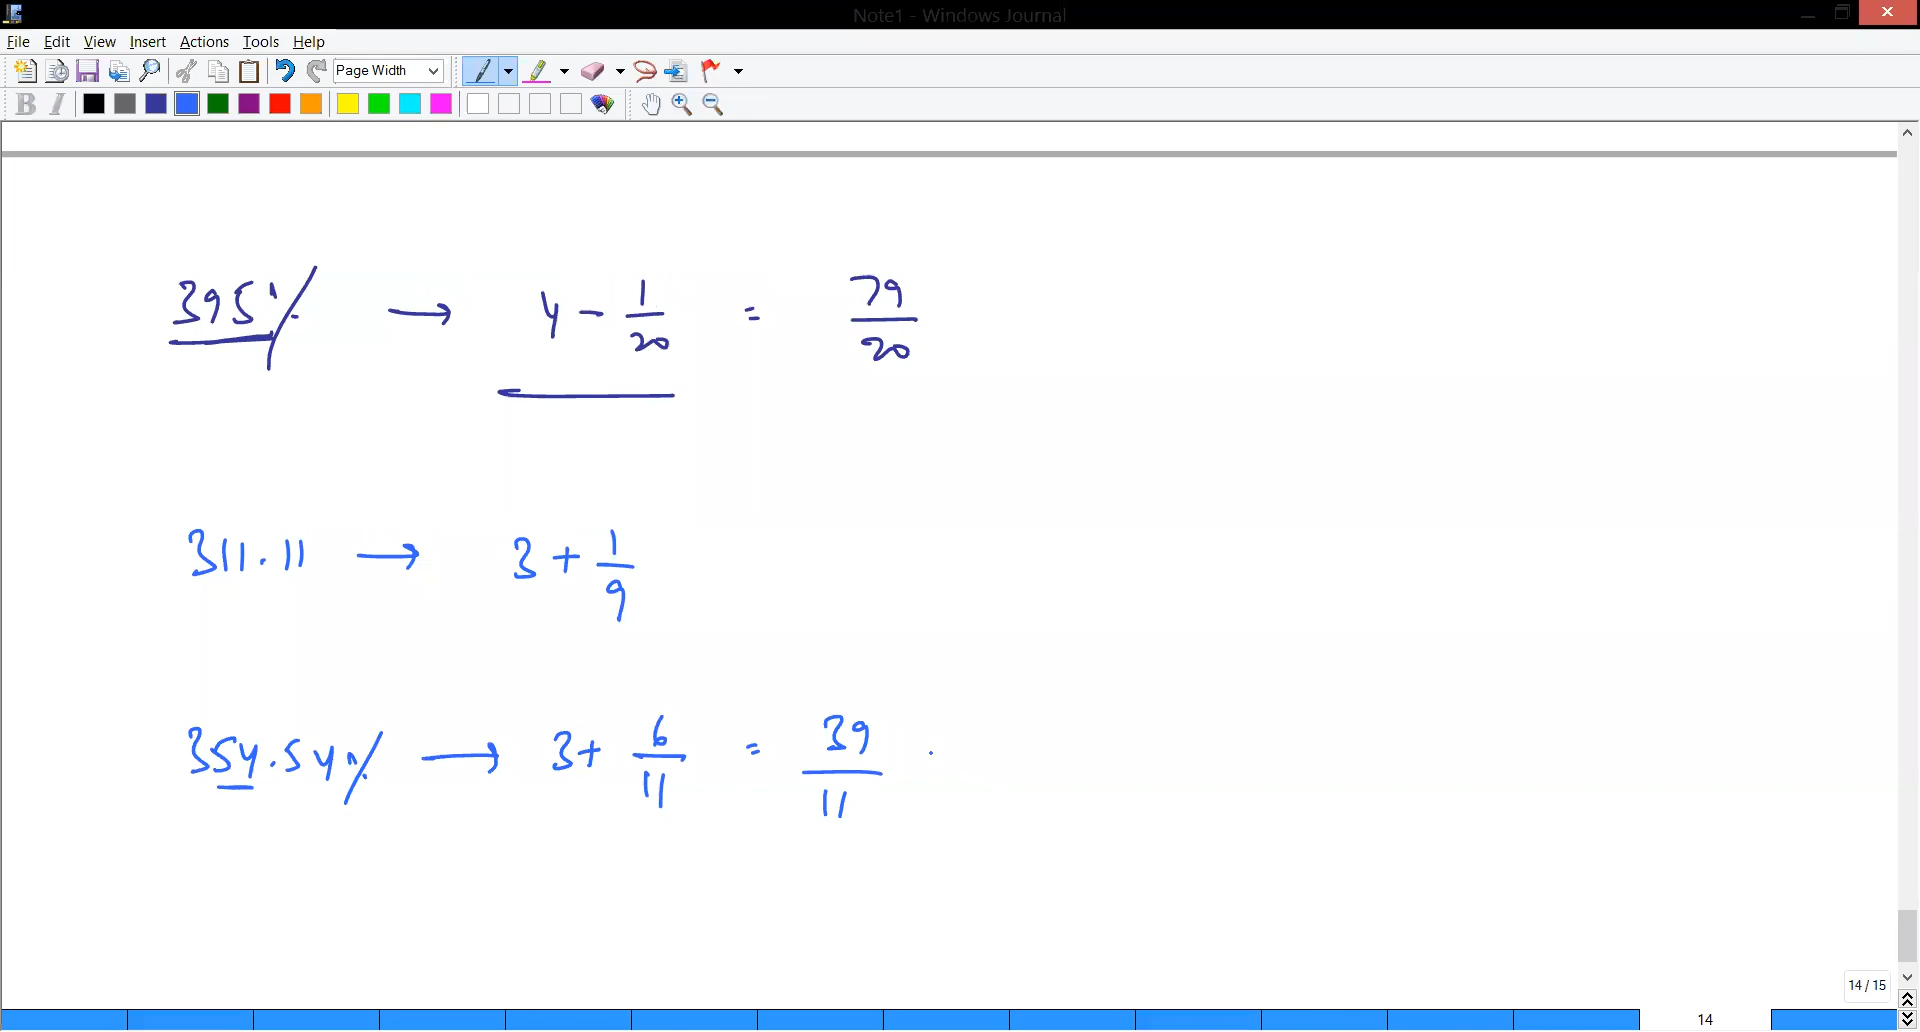 Note1 - Windows Journal
File Edit View Insert Actions Tools Help
Page Width
B I
395% → 4 - 1/20 = 79/20
311.11 → 3 + 1/9
354.54% → 3 + 6/11 = 39/11
14 / 15
14